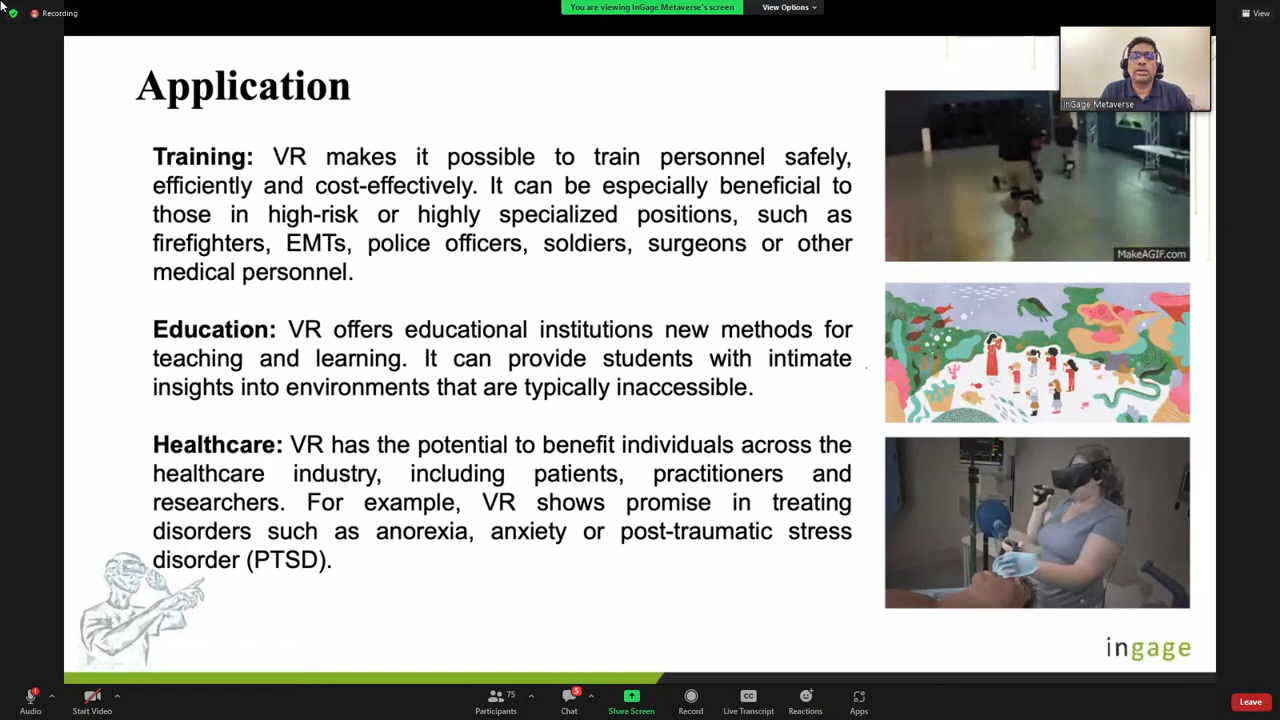 Recording
You are viewing InGage Metaverse's screen
View Options
View
Application
InGage Metaverse
Training: VR makes it possible to train personnel safely,
efficiently and cost-effectively. It can be especially beneficial to
those in high-risk or highly specialized positions, such as
firefighters, EMTs, police officers, soldiers, surgeons or other
medical personnel.
MakeAGIF.com
Education: VR offers educational institutions new methods for
teaching and learning. It can provide students with intimate
insights into environments that are typically inaccessible.
Healthcare: VR has the potential to benefit individuals across the
healthcare industry, including patients, practitioners and
researchers. For example, VR shows promise in treating
disorders such as anorexia, anxiety or post-traumatic stress
disorder (PTSD).
ingage
75
5
Audio
Start Video
Participants
Chat
Share Screen
Record
CC
Live Transcript
Reactions
Apps
Leave